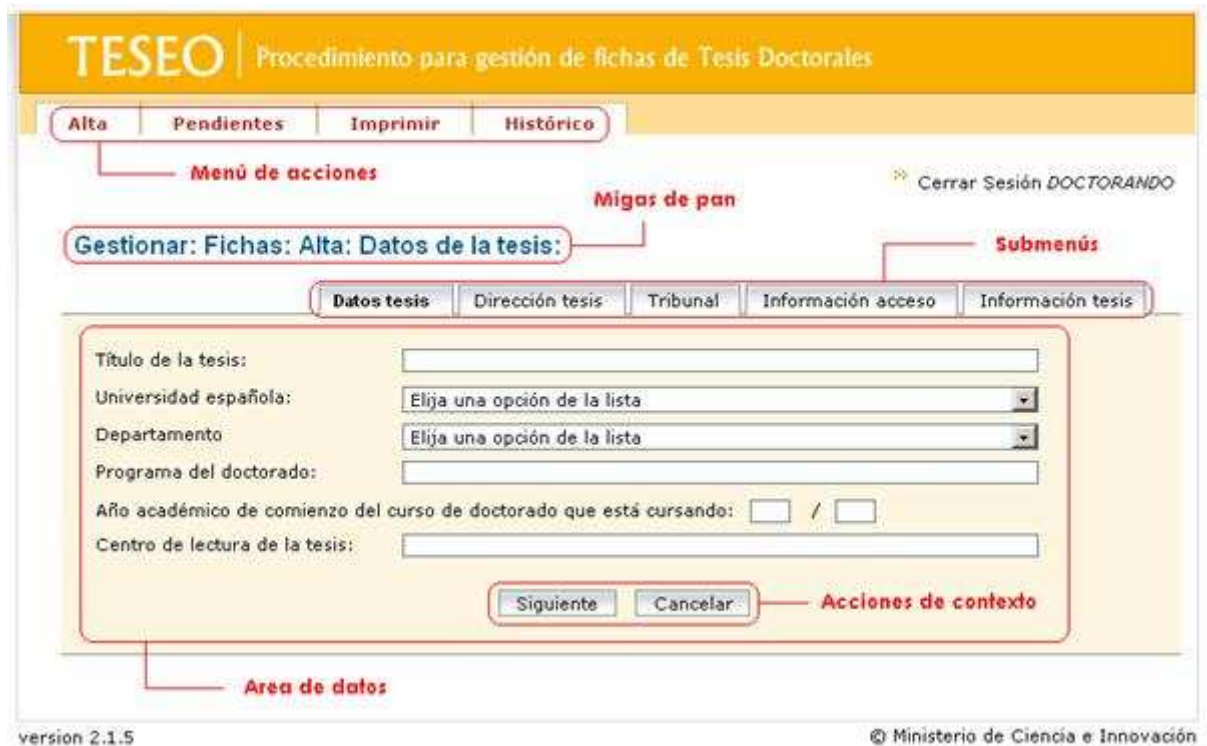 TESEO Procedimiento para gestión de fichas de Tesis Doctorales
Alta Pendientes Imprimir Histórico
Menú de acciones
Cerrar Sesión DOCTORANDO
Migas de pan
Gestionar: Fichas: Alta: Datos de la tesis:
Submenús
Datos tesis Dirección tesis Tribunal Información acceso Información tesis
Título de la tesis:
Universidad española: Elija una opción de la lista
Departamento Elija una opción de la lista
Programa del doctorado:
Año académico de comienzo del curso de doctorado que está cursando: /
Centro de lectura de la tesis:
Siguiente Cancelar Acciones de contexto
Area de datos
version 2.1.5 © Ministerio de Ciencia e Innovación